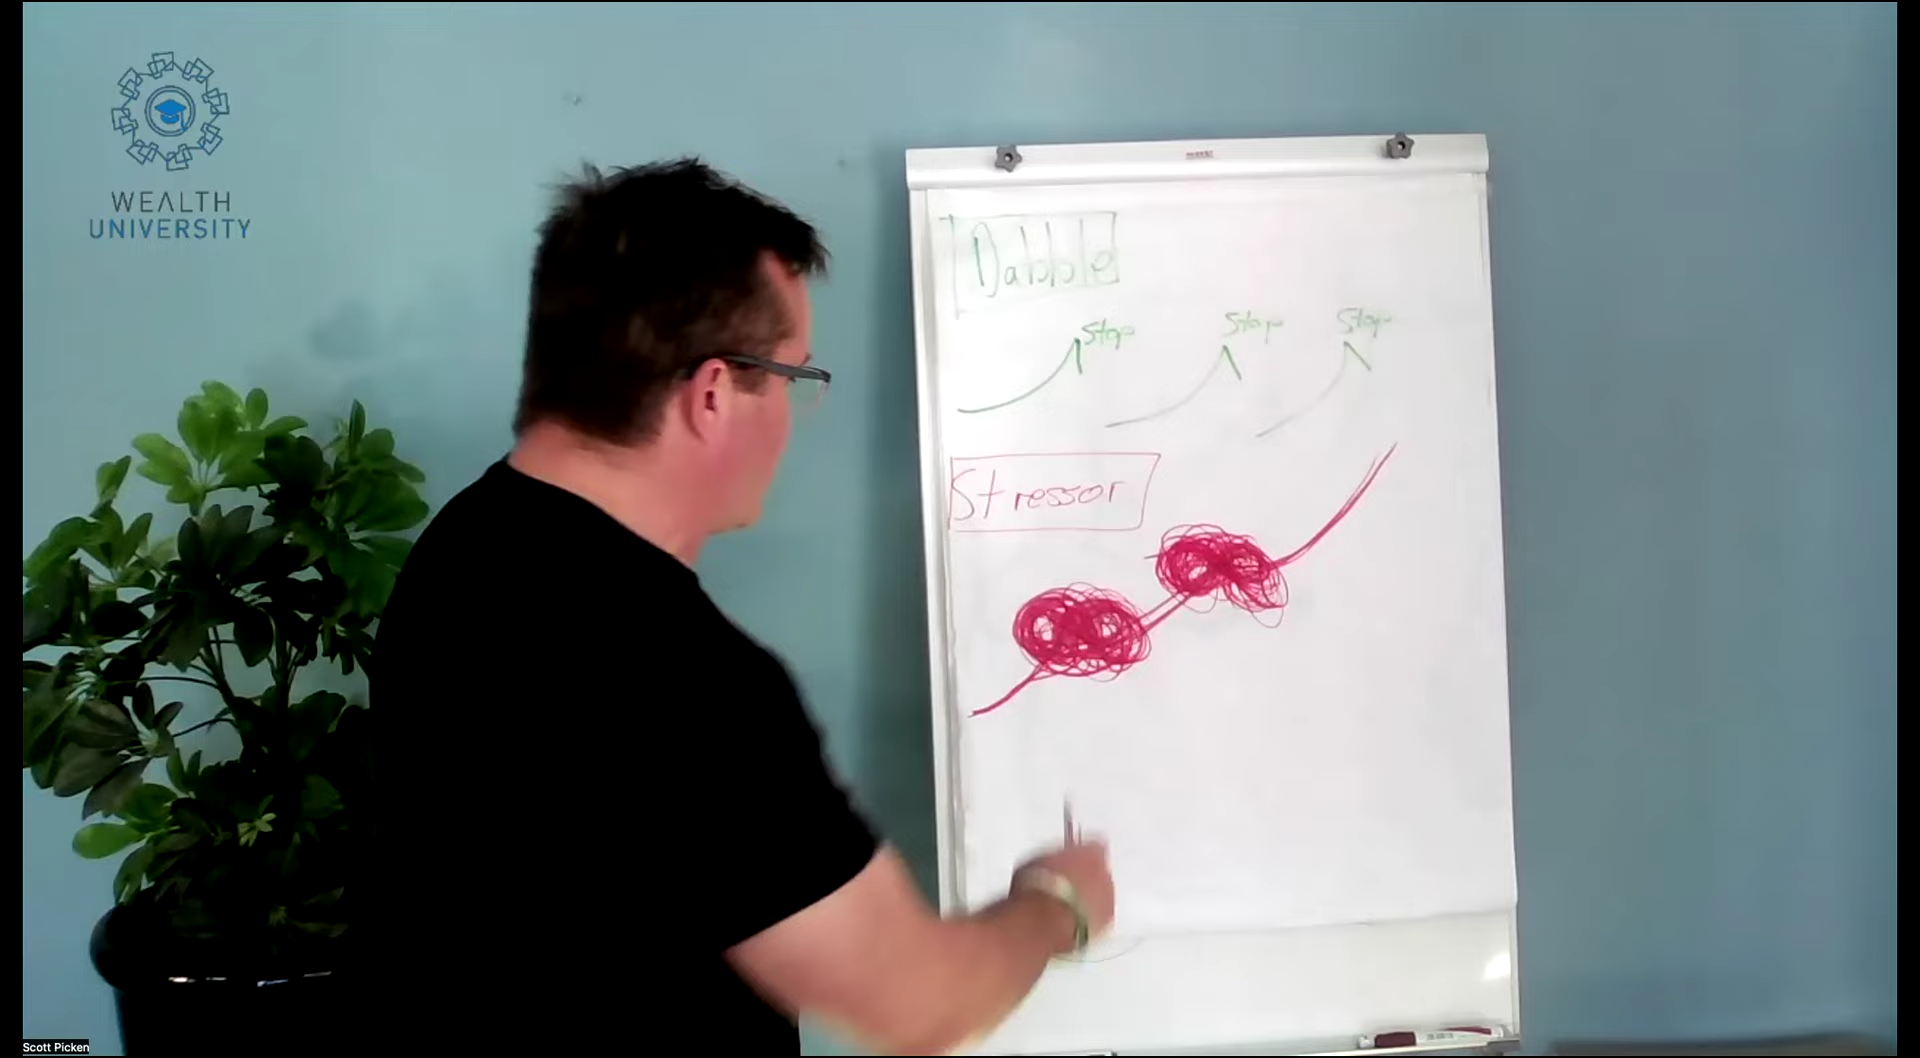 WEALTH
UNIVERSITY
Dabble
Stop Stop Stop
Stressor
Scott Picken